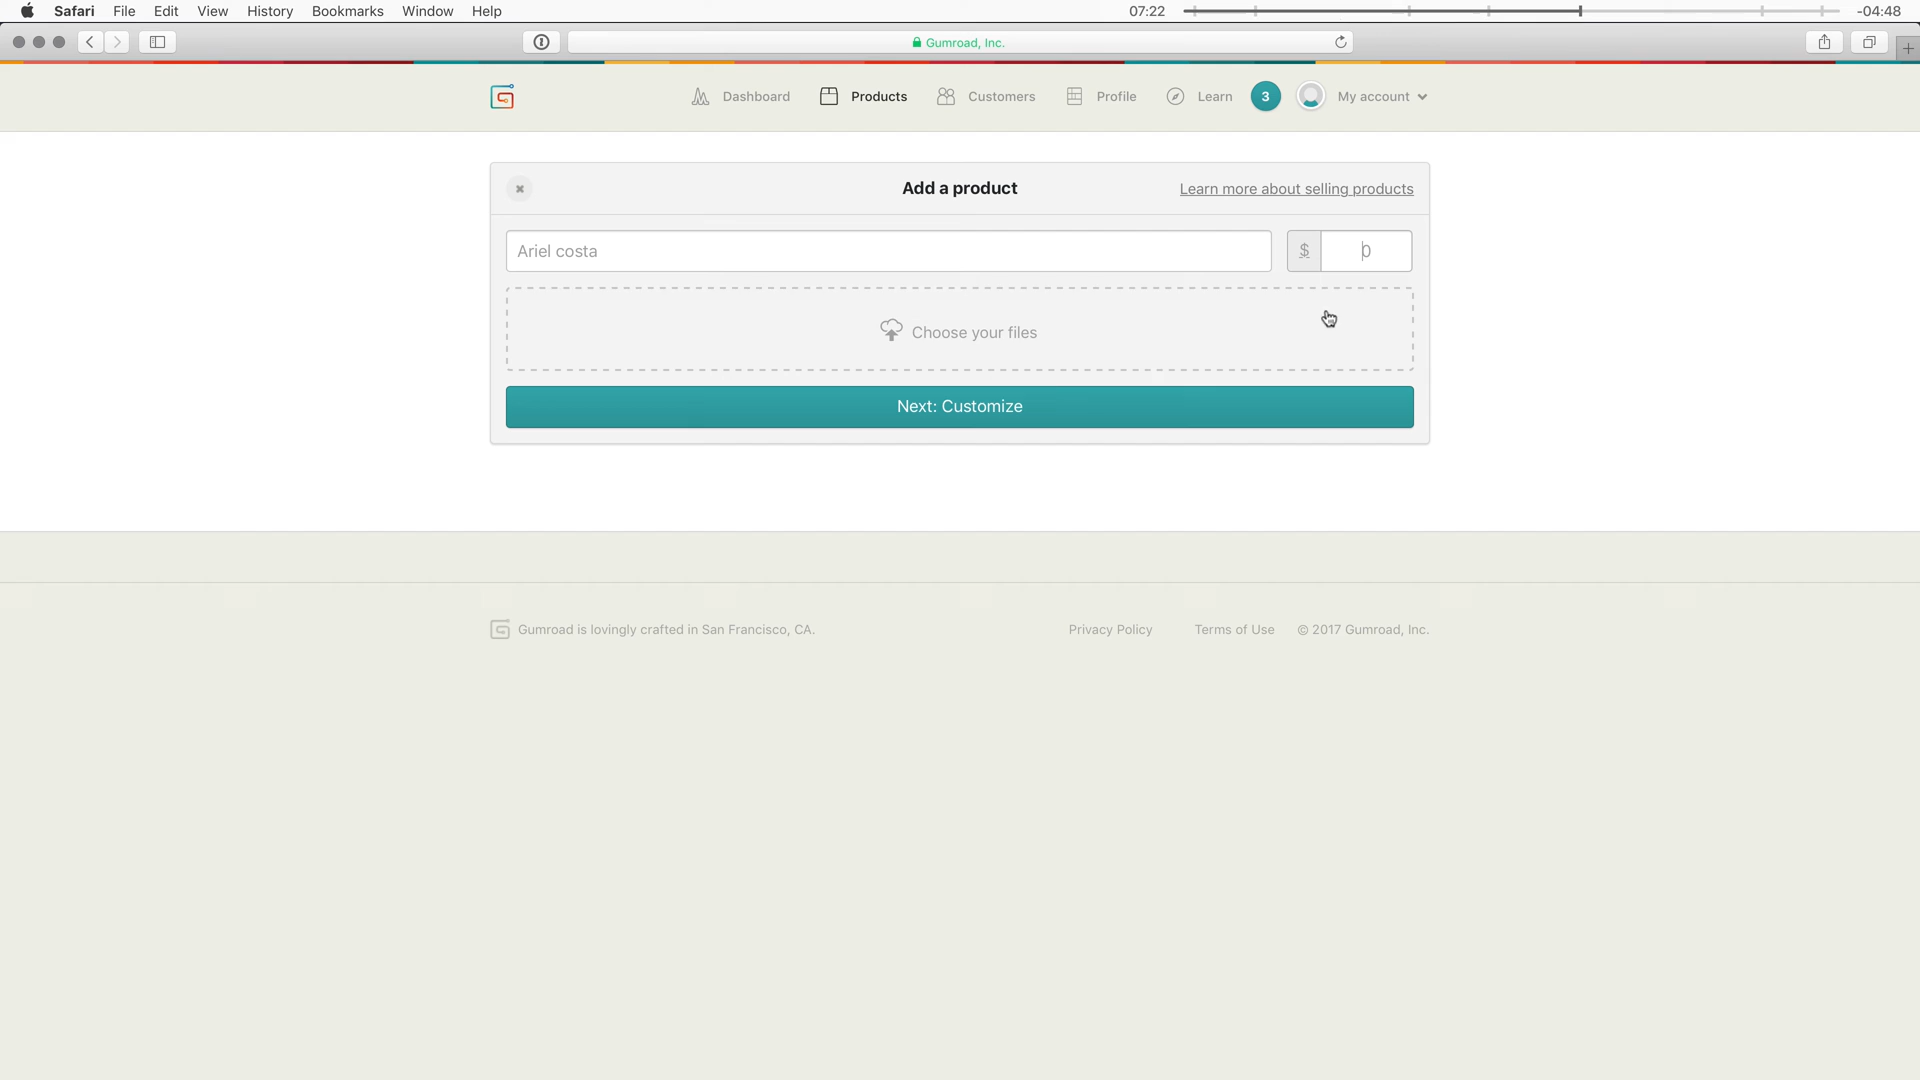 Safari File Edit View History Bookmarks Window Help 07:22 -04:48
Gumroad, Inc.
Dashboard Products Customers Profile Learn 3 My account
Add a product Learn more about selling products
Ariel costa $ 0
Choose your files
Next: Customize
Gumroad is lovingly crafted in San Francisco, CA. Privacy Policy Terms of Use © 2017 Gumroad, Inc.